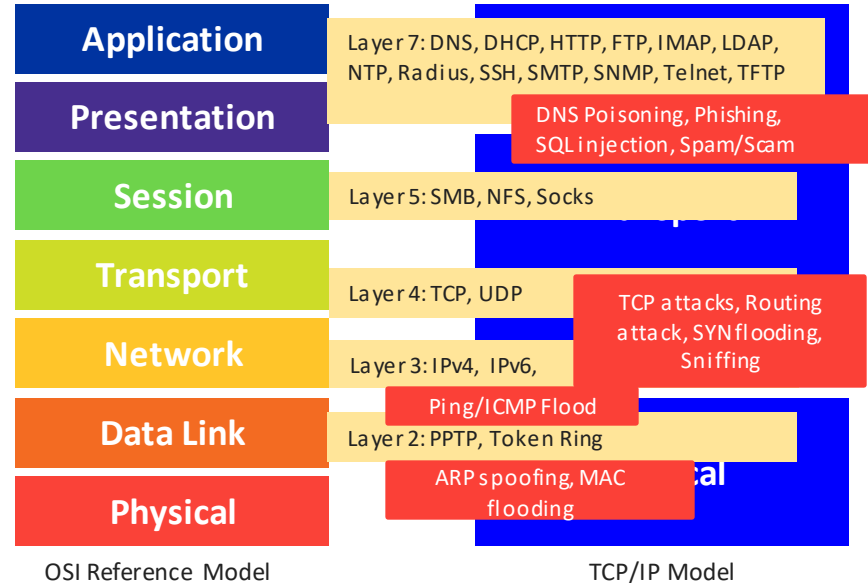 Application
Layer 7: DNS, DHCP, HTTP, FTP, IMAP, LDAP,
NTP, Radius, SSH, SMTP, SNMP, Telnet, TFTP
Presentation
DNS Poisoning, Phishing,
SQL injection, Spam/Scam
Session
Layer 5: SMB, NFS, Socks
Transport
Layer 4: TCP, UDP
TCP attacks, Routing
attack, SYN flooding,
Sniffing
Network
Layer 3: IPv4, IPv6,
Ping/ICMP Flood
Data Link
Layer 2: PPTP, Token Ring
ARP spoofing, MAC
flooding
Physical
OSI Reference Model
TCP/IP Model